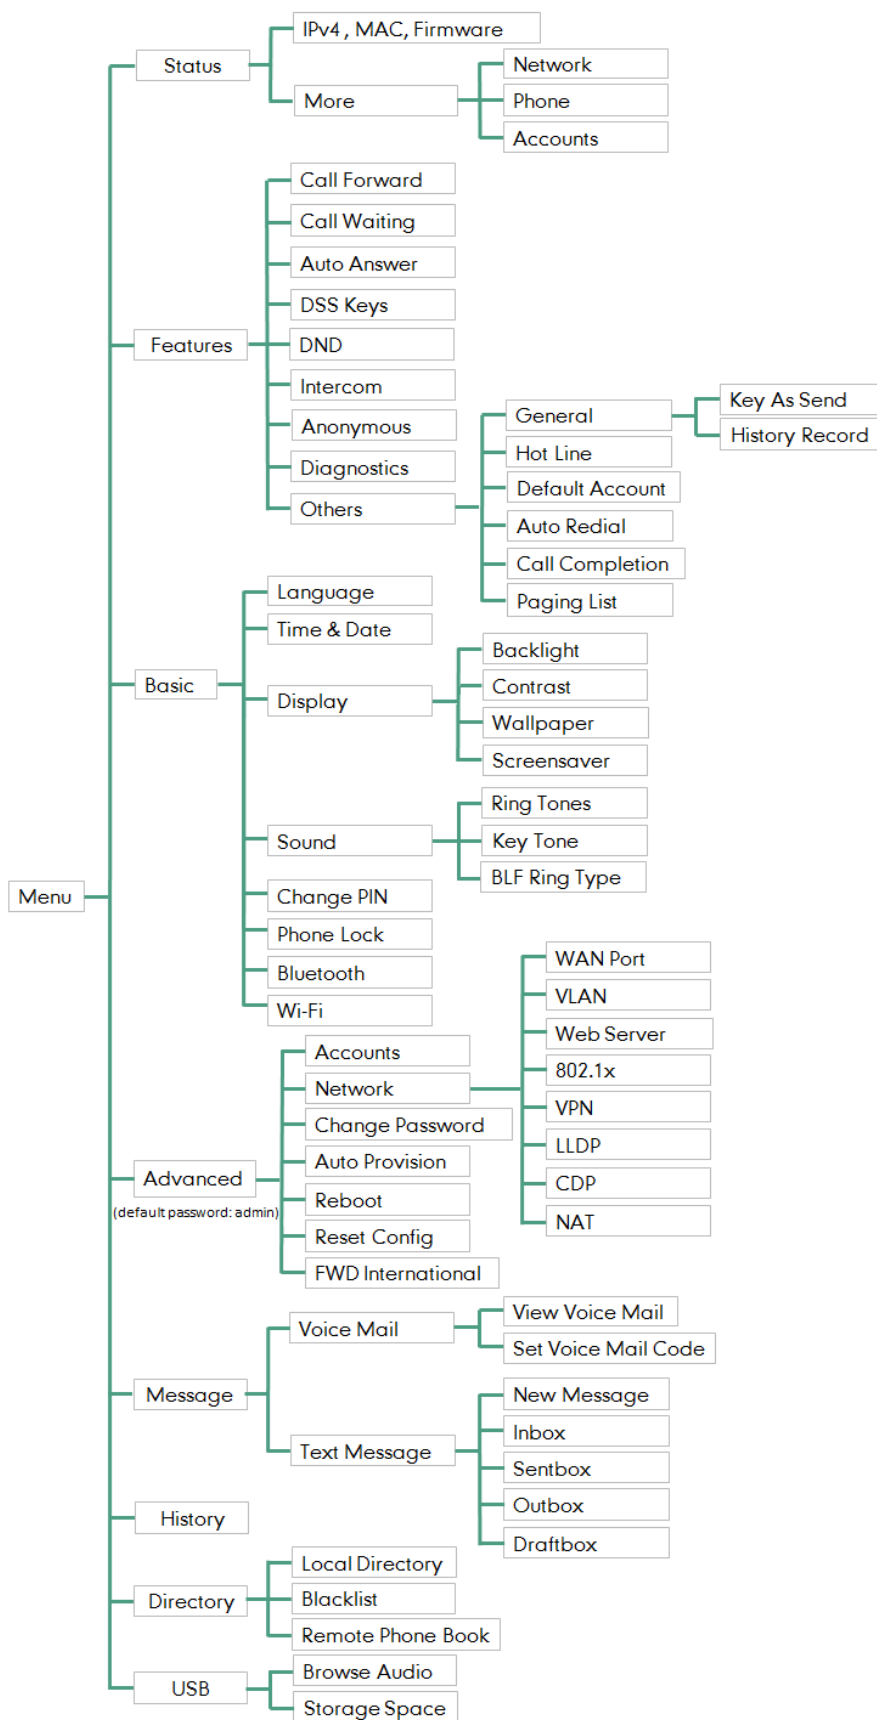 IPv4 , MAC, Firmware
Status
Network
More
Phone
Accounts
Call Forward
Call Waiting
Auto Answer
DSS Keys
Features
DND
Intercom
Key As Send
General
Anonymous
History Record
Hot Line
Diagnostics
Default Account
Others
Auto Redial
Call Completion
Language
Paging List
Time & Date
Backlight
Basic
Contrast
Display
Wallpaper
Screensaver
Ring Tones
Sound
Key Tone
BLF Ring Type
Menu
Change PIN
Phone Lock
WAN Port
Bluetooth
VLAN
Wi-Fi
Web Server
Accounts
802.1x
Network
VPN
Change Password
LLDP
Auto Provision
Advanced
CDP
Reboot
(default password: admin)
NAT
Reset Config
FWD International
View Voice Mail
Voice Mail
Set Voice Mail Code
Message
New Message
Inbox
Text Message
Sentbox
Outbox
History
Draftbox
Local Directory
Directory
Blacklist
Remote Phone Book
Browse Audio
USB
Storage Space